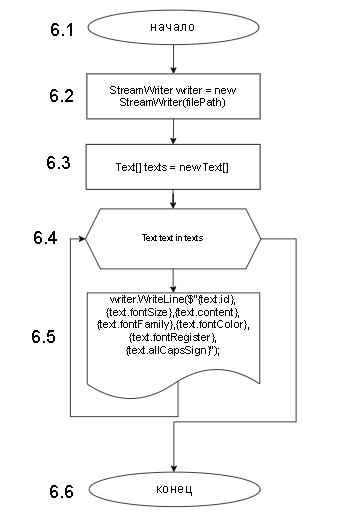 6.1 начало
6.2 StreamWriter writer = new
StreamWriter(filePath)
6.3 Text[] texts = new Text[]
6.4 Text text in texts
6.5 writer.WriteLine($"{text.id},
{text.fontSize},{text.content},
{text.fontFamily},{text.fontColor},
{text.fontRegister},
{text.allCapsSign}");
6.6 конец